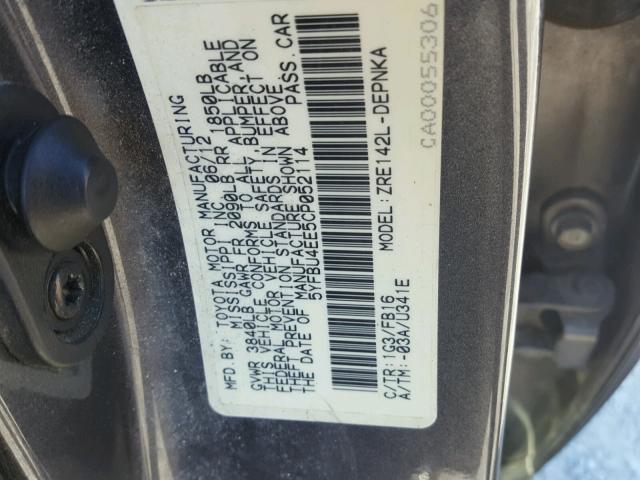 MFD. BY: TOYOTA MOTOR MANUFACTURING
MISSISSIPPI INC. 06/12
GVWR 3840LB GAWR FR 2090LB RR 1850LB
THIS VEHICLE CONFORMS TO ALL APPLICABLE
FEDERAL MOTOR VEHICLE SAFETY, BUMPER, AND
THEFT PREVENTION STANDARDS IN EFFECT ON
THE DATE OF MANUFACTURE SHOWN ABOVE
5YFBU4EE5CP052114 PASS. CAR
MODEL: ZRE142L-DEPNKA
C/TR: 1G3/FB16
A/TM: -03A/U341E
CA00055306